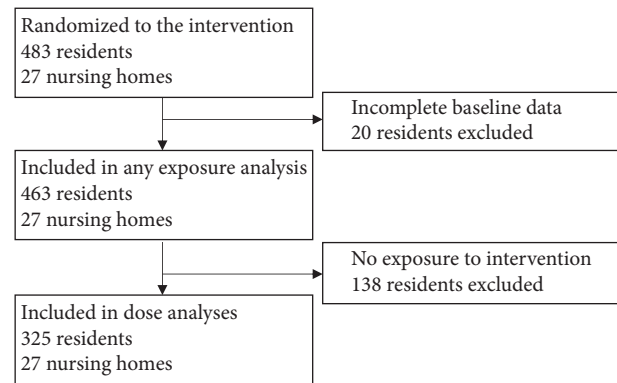 Randomized to the intervention
483 residents
27 nursing homes
Incomplete baseline data
20 residents excluded
Included in any exposure analysis
463 residents
27 nursing homes
No exposure to intervention
138 residents excluded
Included in dose analyses
325 residents
27 nursing homes